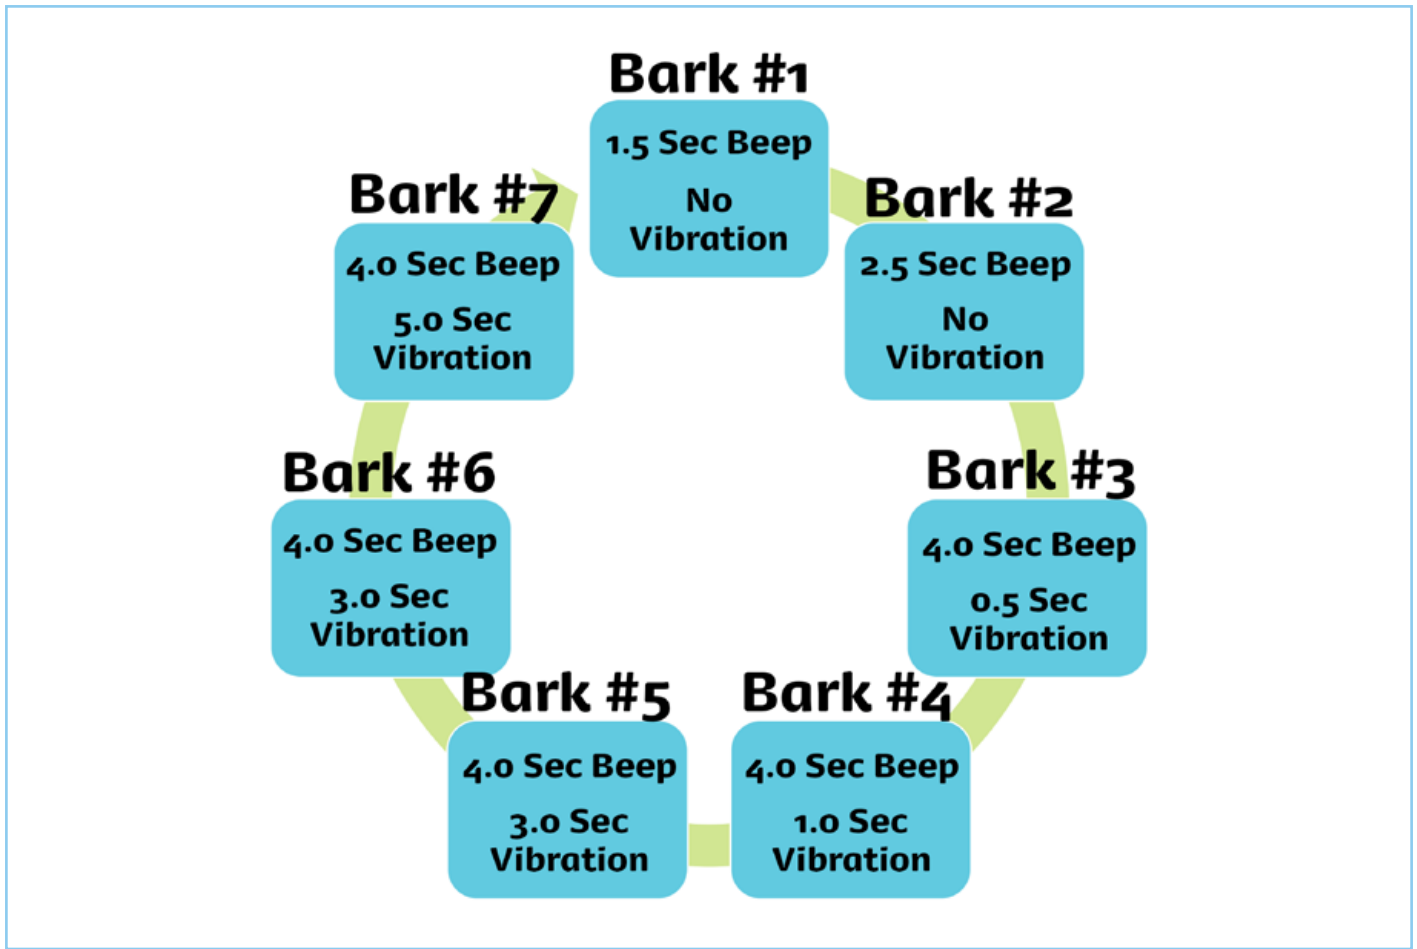 Bark #1
1.5 Sec Beep
No
Vibration
Bark #2
2.5 Sec Beep
No
Vibration
Bark #3
4.0 Sec Beep
0.5 Sec
Vibration
Bark #4
4.0 Sec Beep
1.0 Sec
Vibration
Bark #5
4.0 Sec Beep
3.0 Sec
Vibration
Bark #6
4.0 Sec Beep
3.0 Sec
Vibration
Bark #7
4.0 Sec Beep
5.0 Sec
Vibration